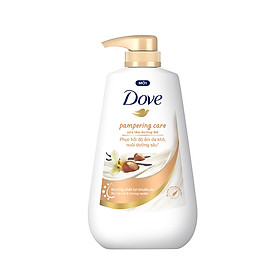 MỚI
Dove
pampering care
sữa tắm dưỡng thể
Phục hồi độ ẩm da khô,
nuôi dưỡng sâu